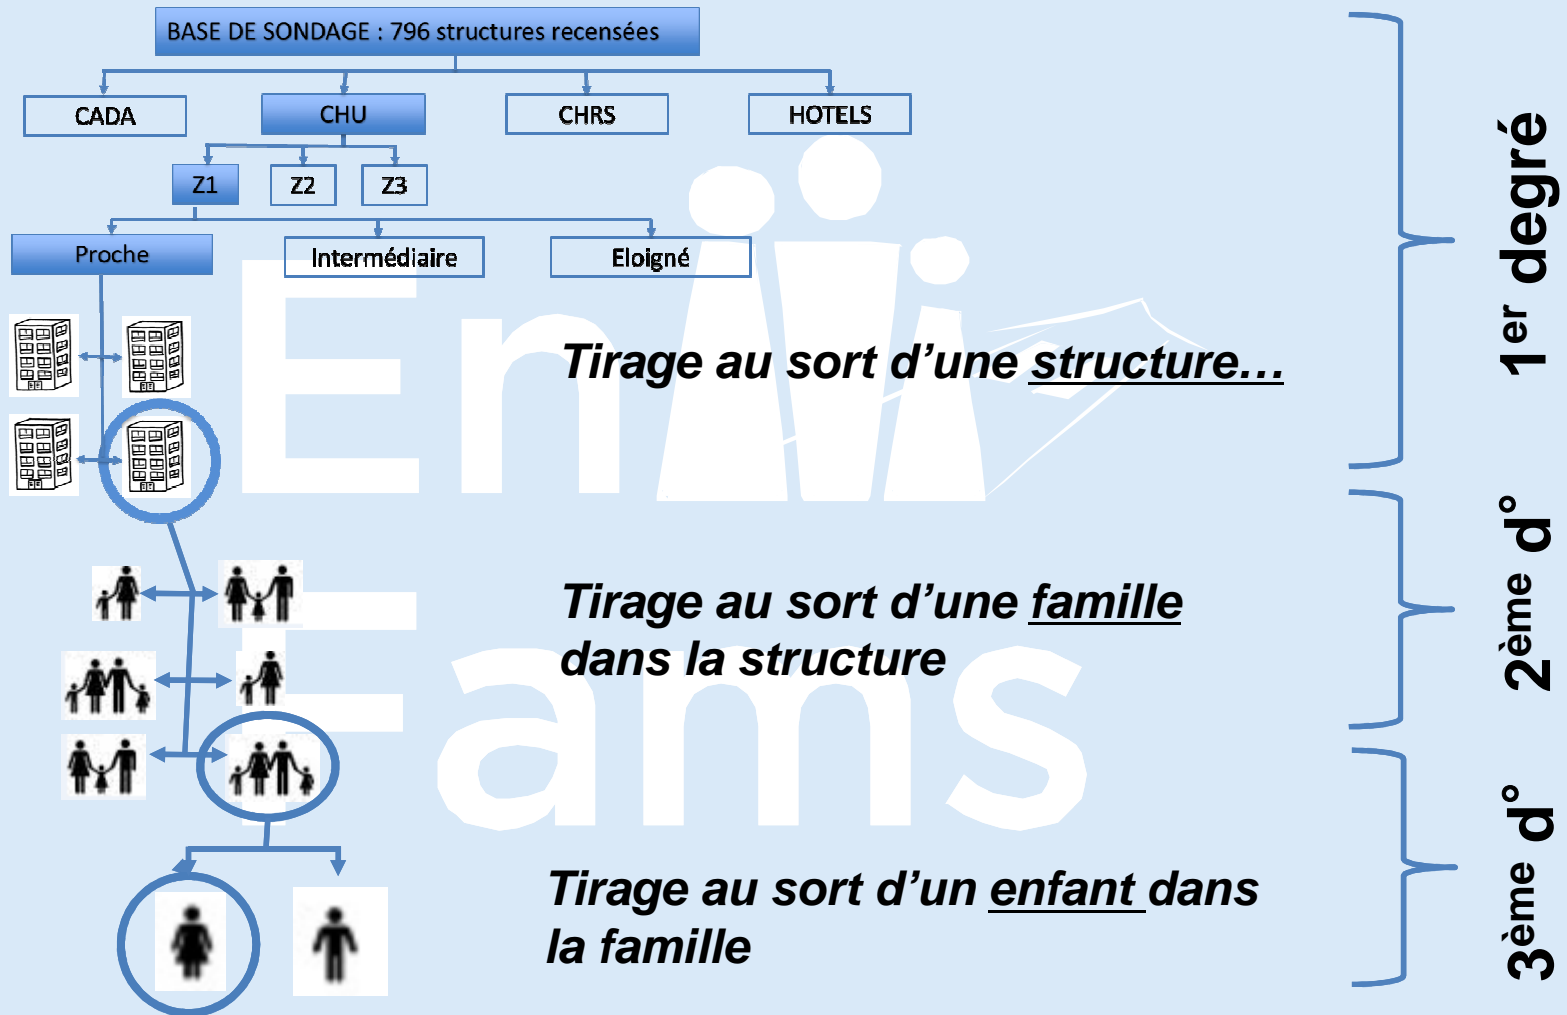 BASE DE SONDAGE : 796 structures recensées
CADA
CHU
CHRS
HOTELS
Z1
Z2
Z3
Proche
Intermédiaire
Eloigné
En
Fams
Tirage au sort d’une structure…
1er degré
Tirage au sort d’une famille
dans la structure
2ème d°
Tirage au sort d’un enfant dans
la famille
3ème d°